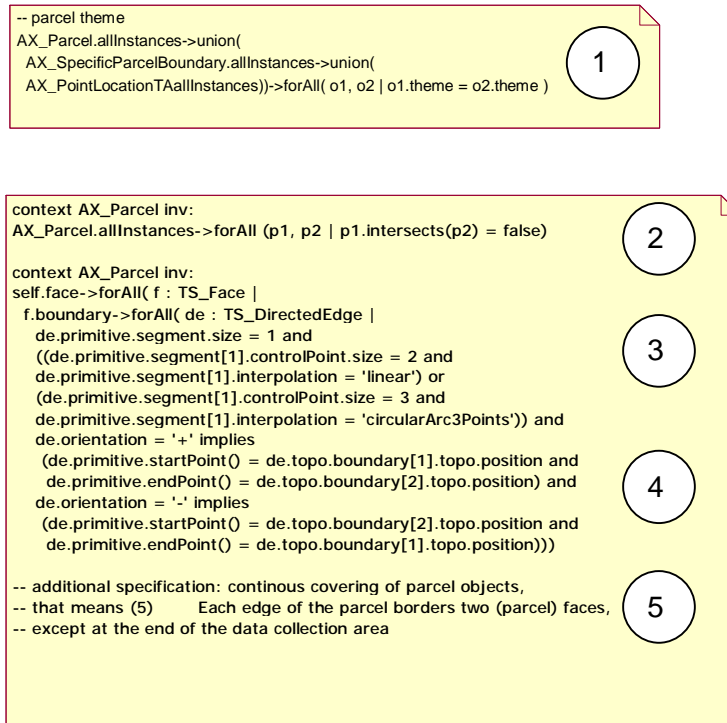 -- parcel theme
AX_Parcel.allInstances->union(
AX_SpecificParcelBoundary.allInstances->union(
AX_PointLocationTAallInstances))->forAll( o1, o2 | o1.theme = o2.theme )
1
context AX_Parcel inv:
AX_Parcel.allInstances->forAll (p1, p2 | p1.intersects(p2) = false)
2
context AX_Parcel inv:
self.face->forAll( f : TS_Face |
f.boundary->forAll( de : TS_DirectedEdge |
de.primitive.segment.size = 1 and
((de.primitive.segment[1].controlPoint.size = 2 and
3
de.primitive.segment[1].interpolation = 'linear') or
(de.primitive.segment[1].controlPoint.size = 3 and
de.primitive.segment[1].interpolation = 'circularArc3Points')) and
de.orientation = '+' implies
(de.primitive.startPoint() = de.topo.boundary[1].topo.position and
de.primitive.endPoint() = de.topo.boundary[2].topo.position) and
4
de.orientation = '-' implies
(de.primitive.startPoint() = de.topo.boundary[2].topo.position and
de.primitive.endPoint() = de.topo.boundary[1].topo.position)))
-- additional specification: continous covering of parcel objects,
-- that means (5) Each edge of the parcel borders two (parcel) faces,
5
-- except at the end of the data collection area